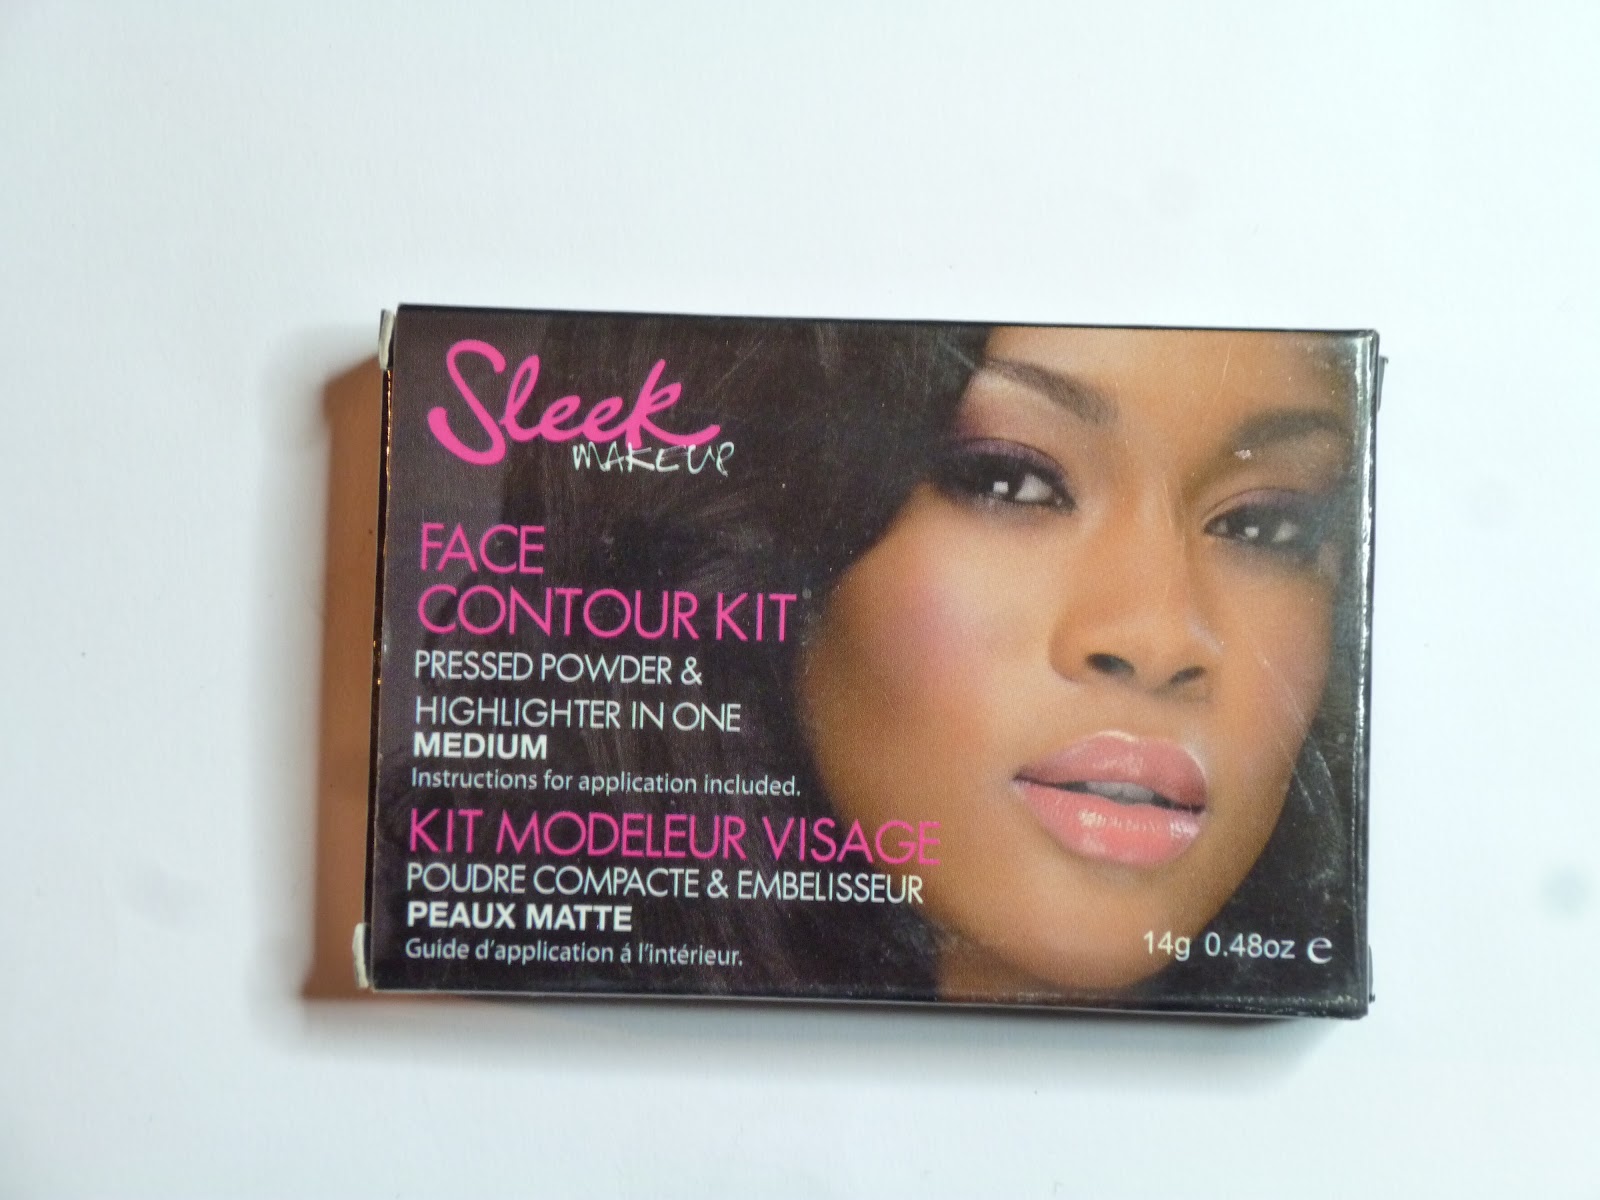 Sleek
MAKEUP
FACE
CONTOUR KIT
PRESSED POWDER &
HIGHLIGHTER IN ONE
MEDIUM
Instructions for application included.
KIT MODELEUR VISAGE
POUDRE COMPACTE & EMBELISSEUR
PEAUX MATTE
Guide d'application á l'intérieur.
14g 0.48oz ℮